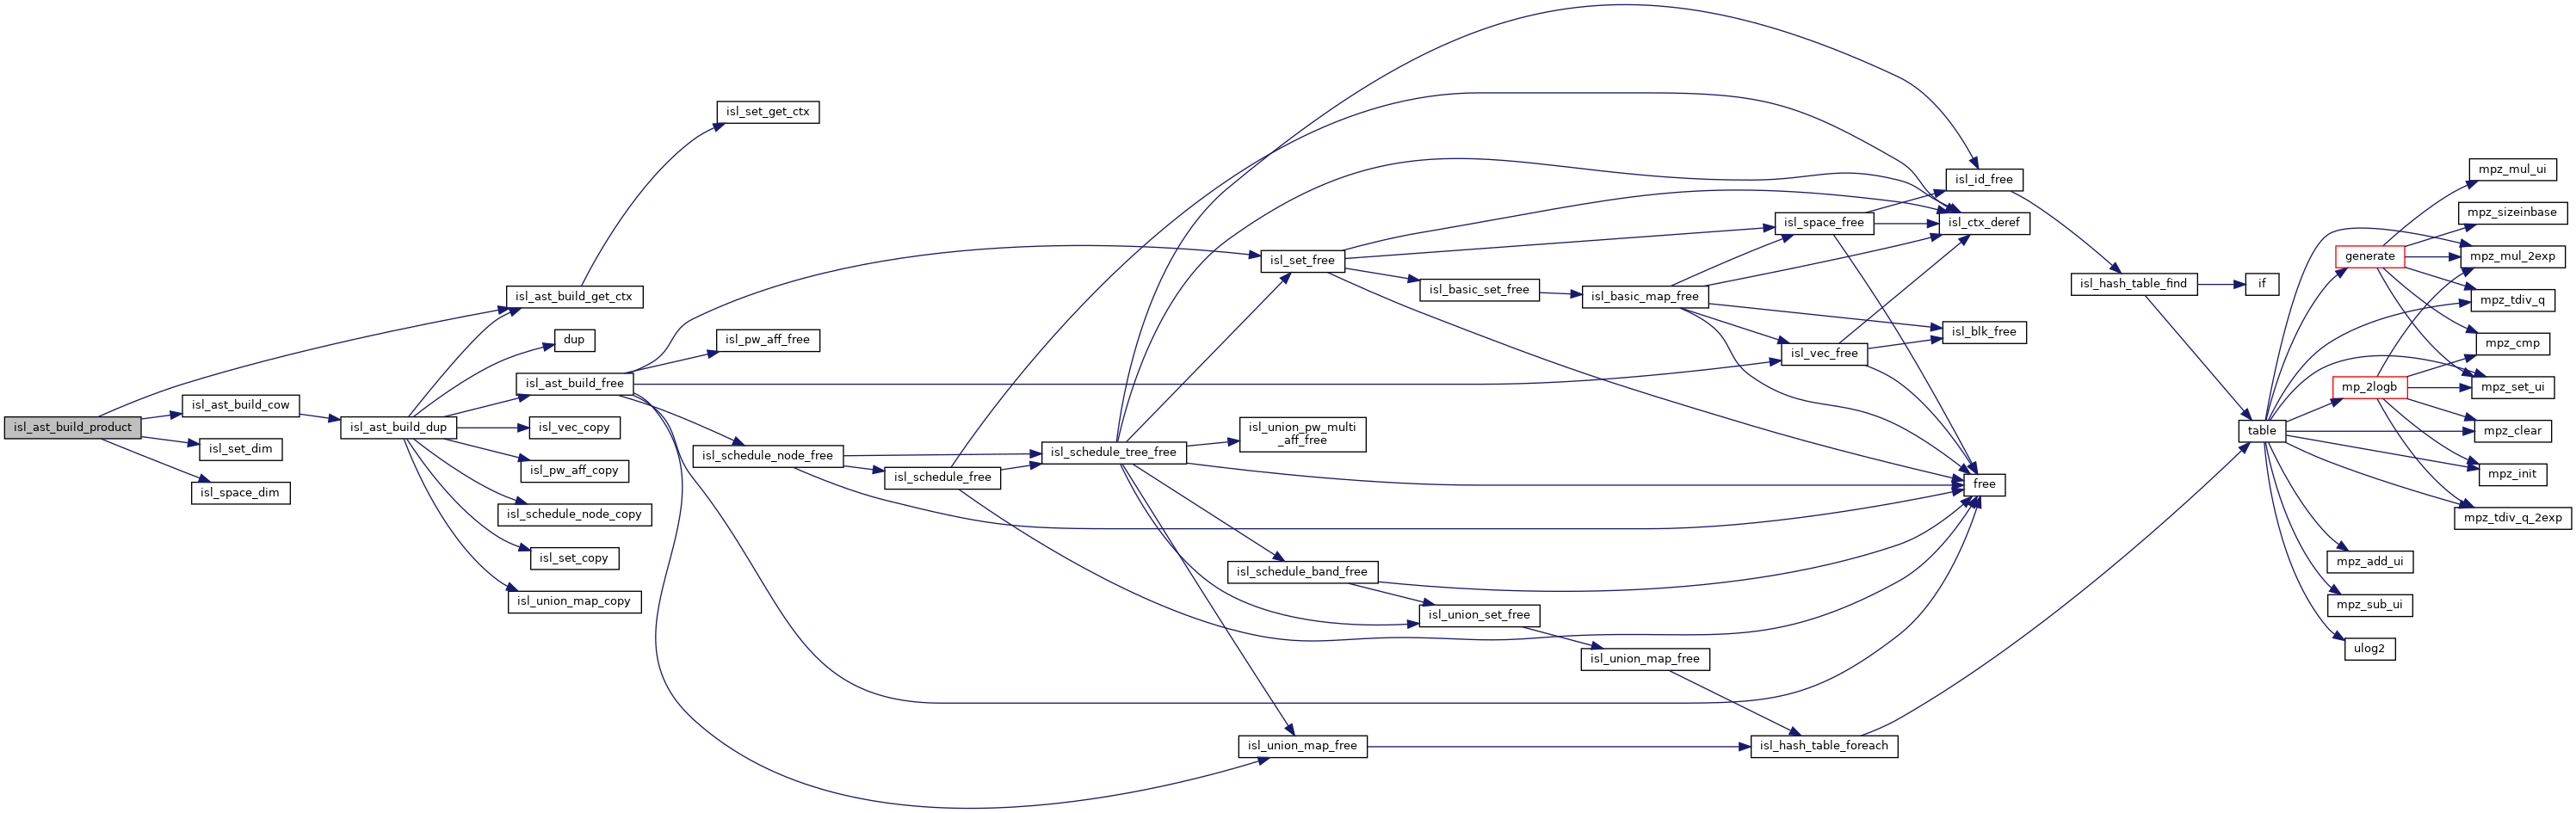 isl_ast_build_product
isl_ast_build_cow
isl_set_dim
isl_space_dim
isl_ast_build_dup
isl_set_get_ctx
isl_ast_build_get_ctx
dup
isl_ast_build_free
isl_vec_copy
isl_pw_aff_copy
isl_schedule_node_copy
isl_set_copy
isl_union_map_copy
isl_pw_aff_free
isl_schedule_node_free
isl_schedule_free
isl_schedule_tree_free
isl_set_free
isl_union_pw_multi
_aff_free
isl_schedule_band_free
isl_union_map_free
isl_basic_set_free
isl_union_set_free
isl_basic_map_free
isl_union_map_free
isl_space_free
isl_vec_free
isl_hash_table_foreach
isl_id_free
isl_ctx_deref
isl_blk_free
free
isl_hash_table_find
if
table
generate
mp_2logb
mpz_add_ui
mpz_sub_ui
ulog2
mpz_mul_ui
mpz_sizeinbase
mpz_mul_2exp
mpz_tdiv_q
mpz_cmp
mpz_set_ui
mpz_clear
mpz_init
mpz_tdiv_q_2exp